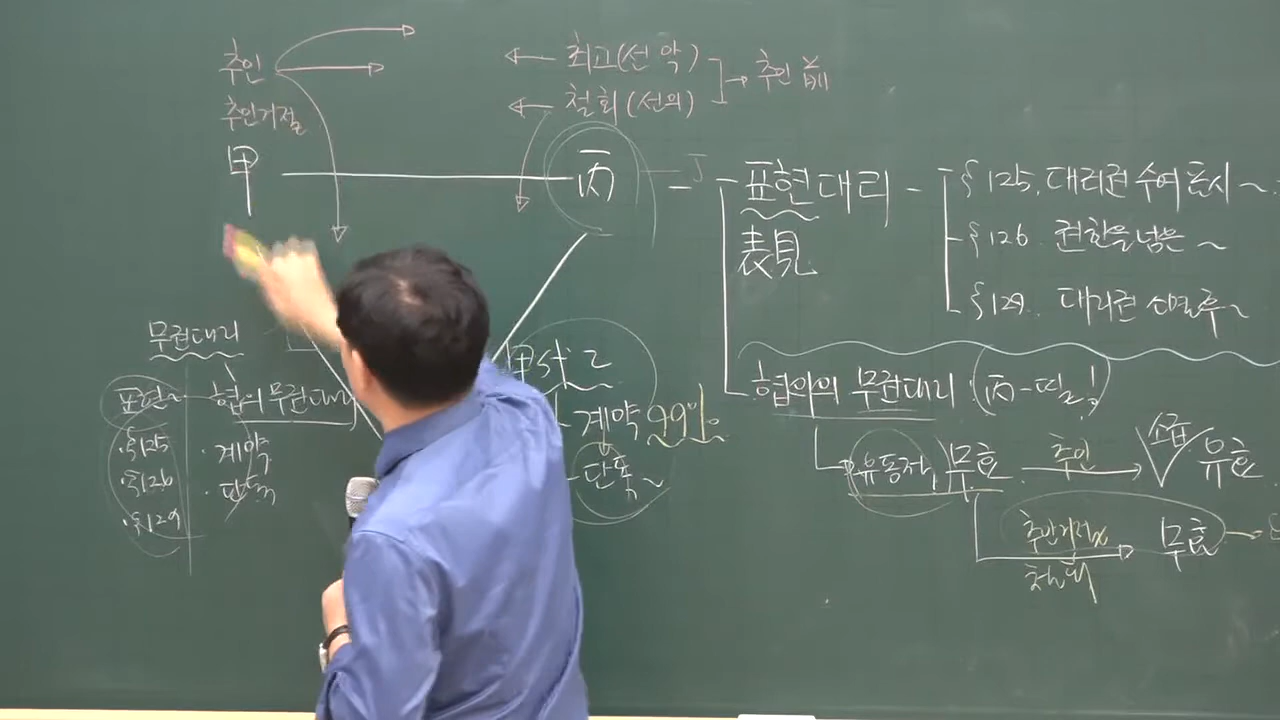 추인
추인거절
甲
최고(선 악)
철회(선의)
추인 前
丙
표현대리
表見
§125. 대리권 수여 표시 ~
§126. 권한을 넘은 ~
§129. 대리권 소멸 후 ~
무권대리
표현~
협의 무권대리
·§125
·§126
·§129
·계약
·단독
계약 99%
단독~
협의의 무권대리 (丙-띨!)
유동적 무효
추인
소급
유효
추인거절
철회
무효